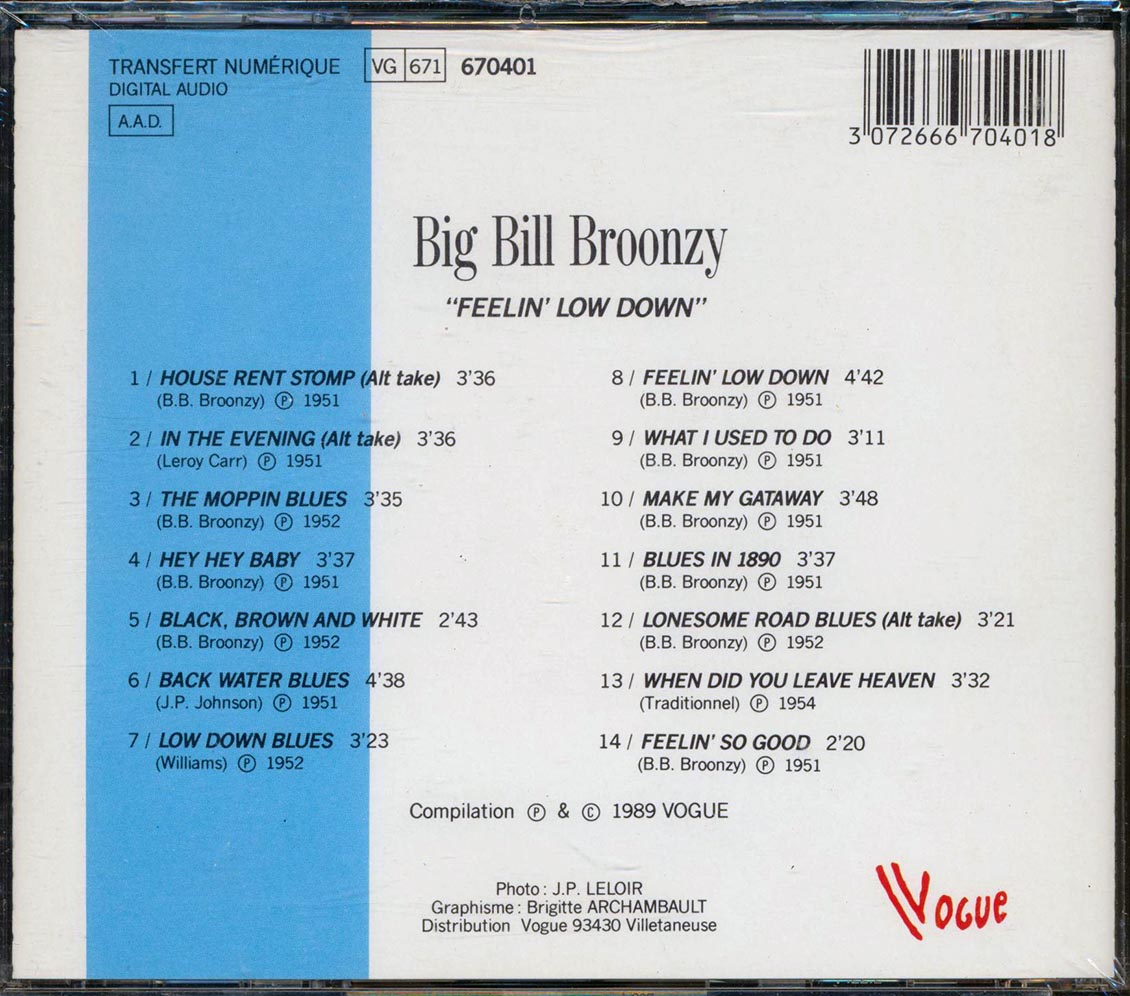 TRANSFERT NUMÉRIQUE VG 671 670401
DIGITAL AUDIO
A.A.D.
3 072666 704018
Big Bill Broonzy
"FEELIN' LOW DOWN"
1 / HOUSE RENT STOMP (Alt take) 3'36
(B.B. Broonzy) Ⓟ 1951
2 / IN THE EVENING (Alt take) 3'36
(Leroy Carr) Ⓟ 1951
3 / THE MOPPIN BLUES 3'35
(B.B. Broonzy) Ⓟ 1952
4 / HEY HEY BABY 3'37
(B.B. Broonzy) Ⓟ 1951
5 / BLACK, BROWN AND WHITE 2'43
(B.B. Broonzy) Ⓟ 1952
6 / BACK WATER BLUES 4'38
(J.P. Johnson) Ⓟ 1951
7 / LOW DOWN BLUES 3'23
(Williams) Ⓟ 1952
8 / FEELIN' LOW DOWN 4'42
(B.B. Broonzy) Ⓟ 1951
9 / WHAT I USED TO DO 3'11
(B.B. Broonzy) Ⓟ 1951
10 / MAKE MY GATAWAY 3'48
(B.B. Broonzy) Ⓟ 1951
11 / BLUES IN 1890 3'37
(B.B. Broonzy) Ⓟ 1951
12 / LONESOME ROAD BLUES (Alt take) 3'21
(B.B. Broonzy) Ⓟ 1952
13 / WHEN DID YOU LEAVE HEAVEN 3'32
(Traditionnel) Ⓟ 1954
14 / FEELIN' SO GOOD 2'20
(B.B. Broonzy) Ⓟ 1951
Compilation Ⓟ & © 1989 VOGUE
Photo : J.P. LELOIR
Graphisme : Brigitte ARCHAMBAULT
Distribution Vogue 93430 Villetaneuse
VOGUE